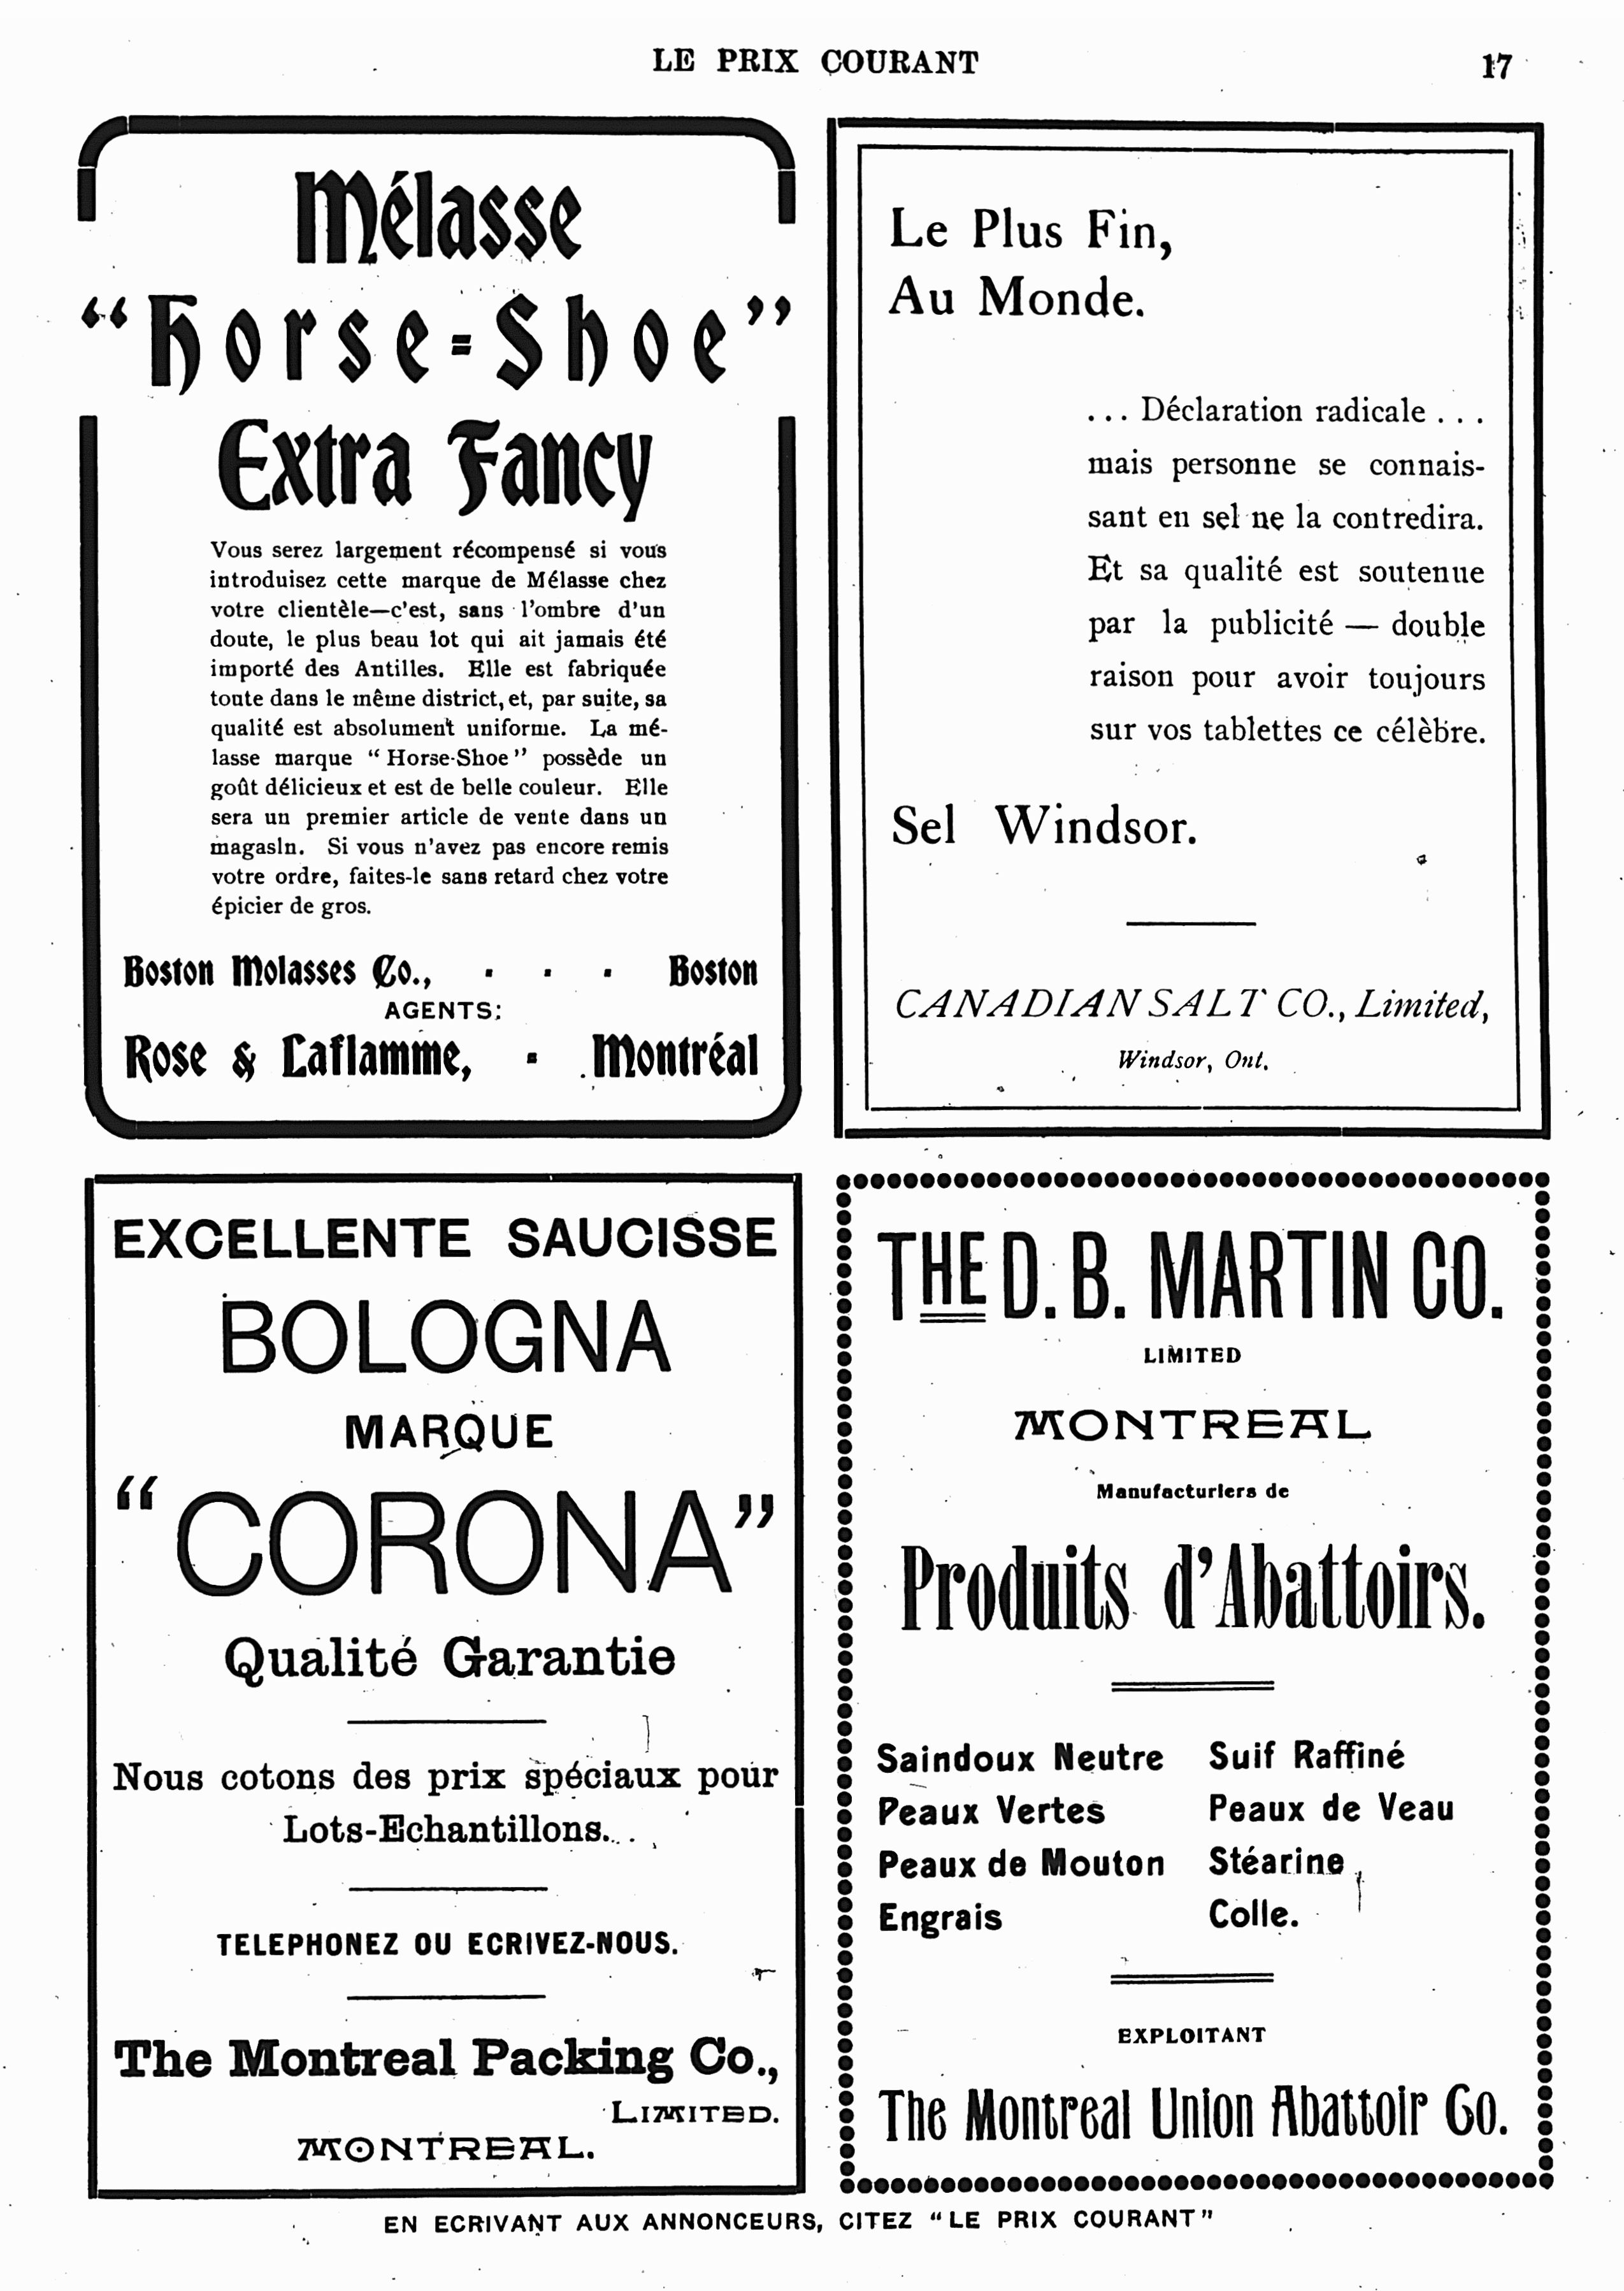 LE PRIX COURANT 17
Mélasse
“Horse-Shoe”
Extra Fancy
Vous serez largement récompensé si vous
introduisez cette marque de Mélasse chez
votre clientèle—c'est, sans l'ombre d'un
doute, le plus beau lot qui ait jamais été
importé des Antilles. Elle est fabriquée
toute dans le même district, et, par suite, sa
qualité est absolument uniforme. La mé-
lasse marque “Horse-Shoe” possède un
goût délicieux et est de belle couleur. Elle
sera un premier article de vente dans un
magasin. Si vous n'avez pas encore remis
votre ordre, faites-le sans retard chez votre
épicier de gros.
Boston Molasses Co., . . . Boston
AGENTS:
Rose & Laflamme, - Montréal
Le Plus Fin,
Au Monde.
... Déclaration radicale ...
mais personne se connais-
sant en sel ne la contredira.
Et sa qualité est soutenue
par la publicité — double
raison pour avoir toujours
sur vos tablettes ce célèbre.
Sel Windsor.
CANADIAN SALT CO., Limited,
Windsor, Ont.
EXCELLENTE SAUCISSE
BOLOGNA
MARQUE
“CORONA”
Qualité Garantie
Nous cotons des prix spéciaux pour
Lots-Echantillons...
TELEPHONEZ OU ECRIVEZ-NOUS.
The Montreal Packing Co.,
LIMITED.
MONTREAL.
THE D. B. MARTIN CO.
LIMITED
MONTREAL
Manufacturiers de
Produits d'Abattoirs.
Saindoux Neutre Suif Raffiné
Peaux Vertes Peaux de Veau
Peaux de Mouton Stéarine
Engrais Colle.
EXPLOITANT
The Montreal Union Abattoir Co.
EN ECRIVANT AUX ANNONCEURS, CITEZ “LE PRIX COURANT”